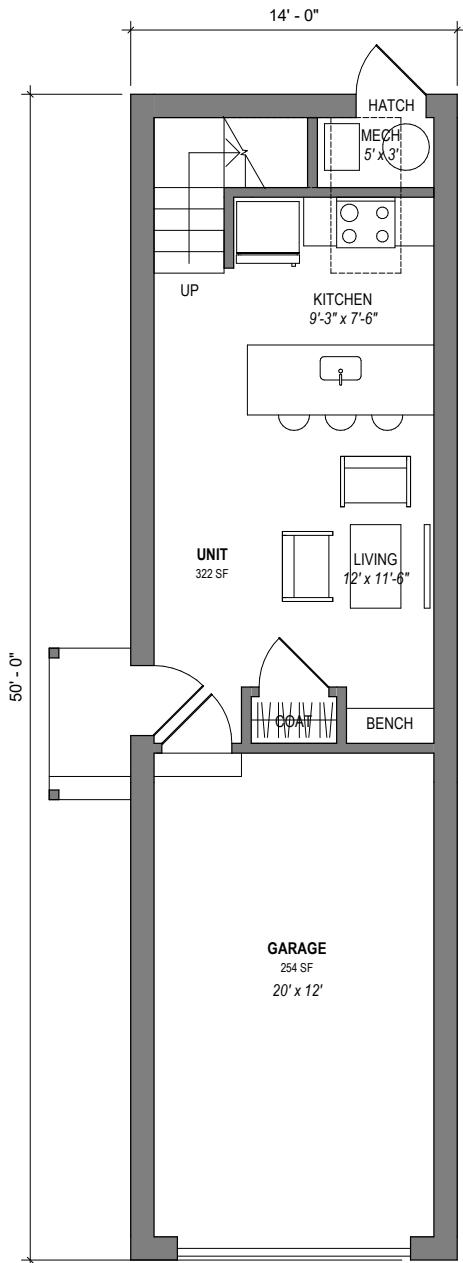 14' - 0"
HATCH
MECH
5' x 3'
UP
KITCHEN
9'-3" x 7'-6"
UNIT
322 SF
LIVING
12' x 11'-6"
50' - 0"
COAT
BENCH
GARAGE
254 SF
20' x 12'